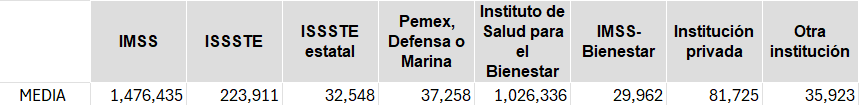 IMSS
ISSSTE
ISSSTE
estatal
Pemex,
Defensa o
Marina
Instituto de
Salud para
el
Bienestar
IMSS-
Bienestar
Institución
privada
Otra
institución
MEDIA 1,476,435 223,911 32,548 37,258 1,026,336 29,962 81,725 35,923